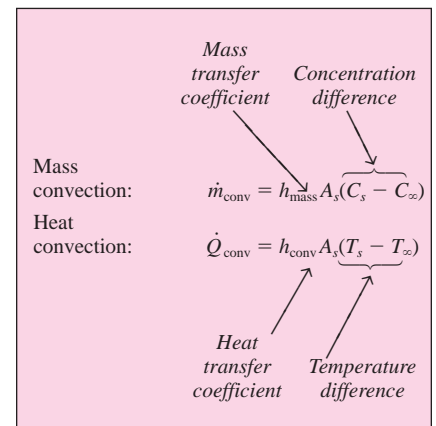 Mass
transfer Concentration
coefficient difference
Mass
convection: ṁconv = hmass As(Cs − C∞)
Heat
convection: Q̇conv = hconv As(Ts − T∞)
Heat
transfer Temperature
coefficient difference